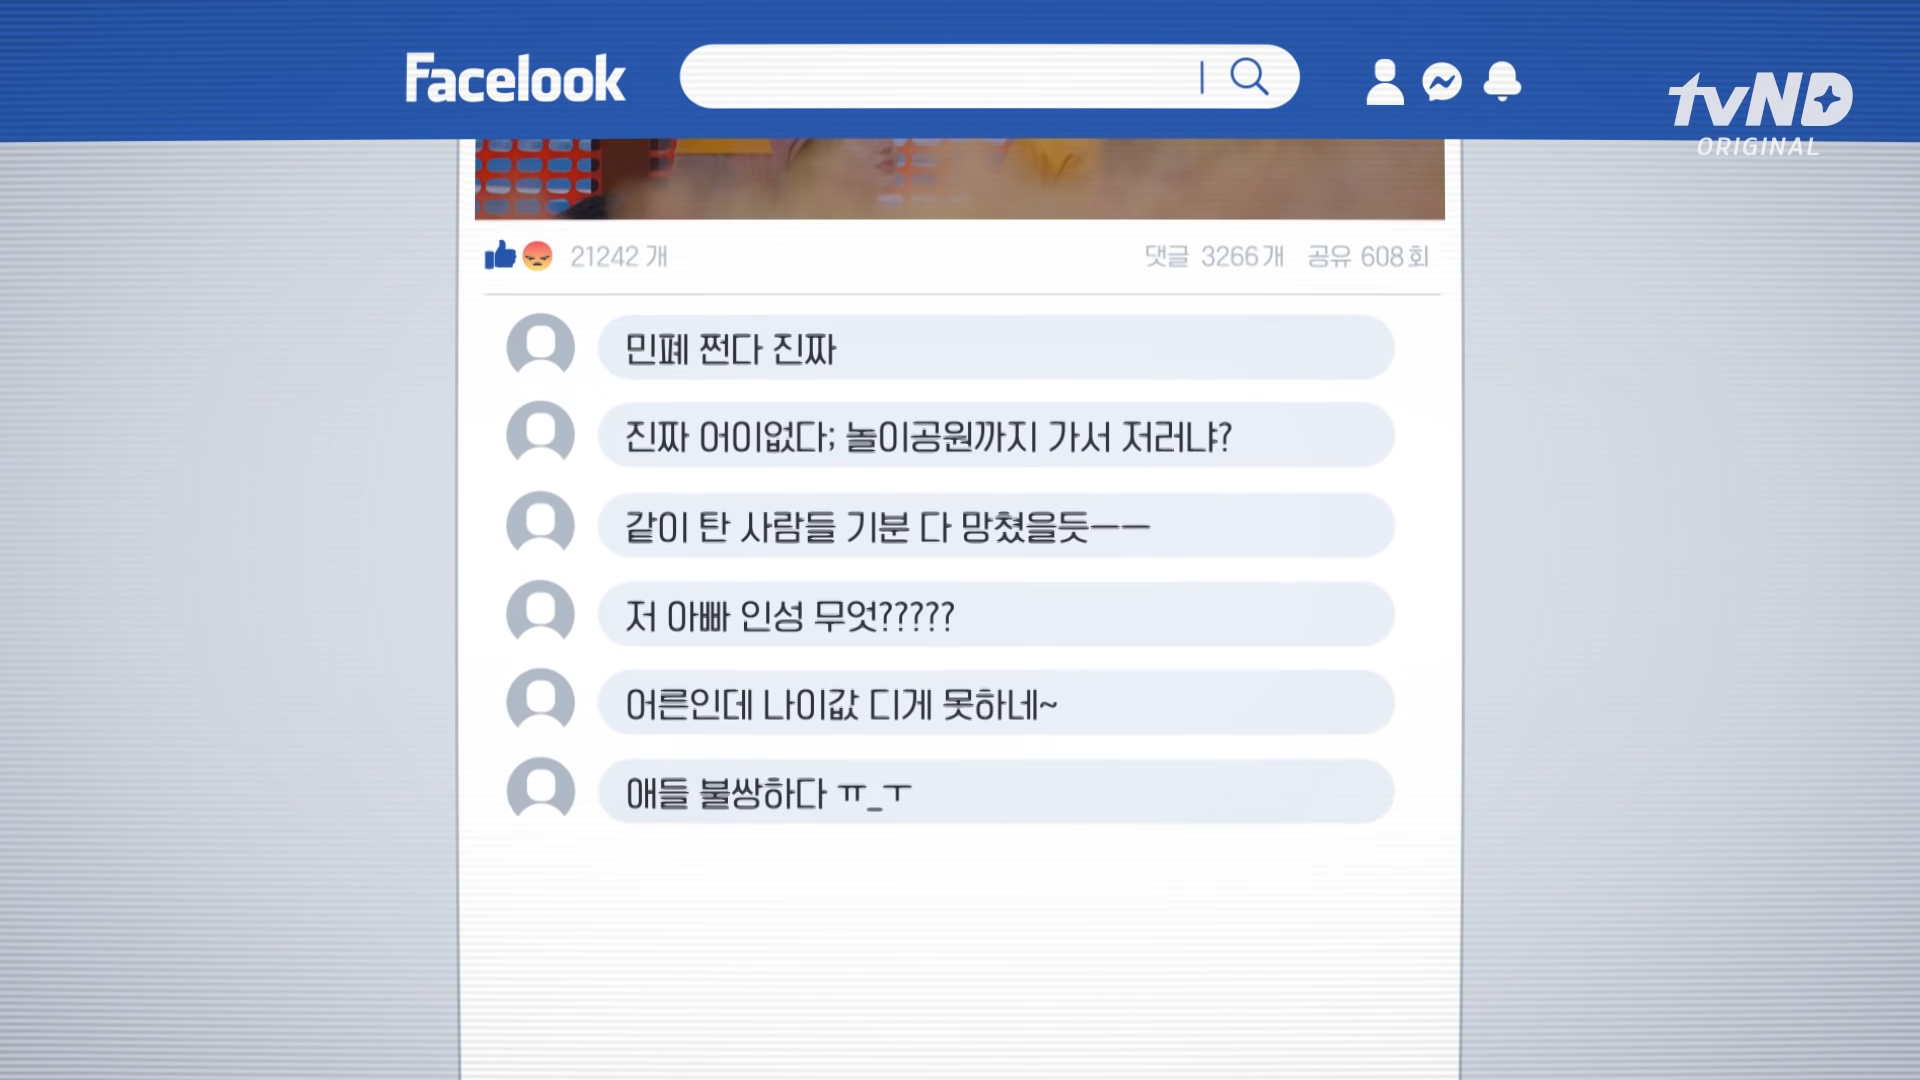 Facelook
tvND
ORIGINAL
21242 개 댓글 3266개 공유 608회
민폐 쩐다 진짜
진짜 어이없다; 놀이공원까지 가서 저러냐?
같이 탄 사람들 기분 다 망쳤을듯ㅡㅡ
저 아빠 인성 무엇?????
어른인데 나이값 디게 못하네~
애들 불쌍하다 ㅠ_ㅜ